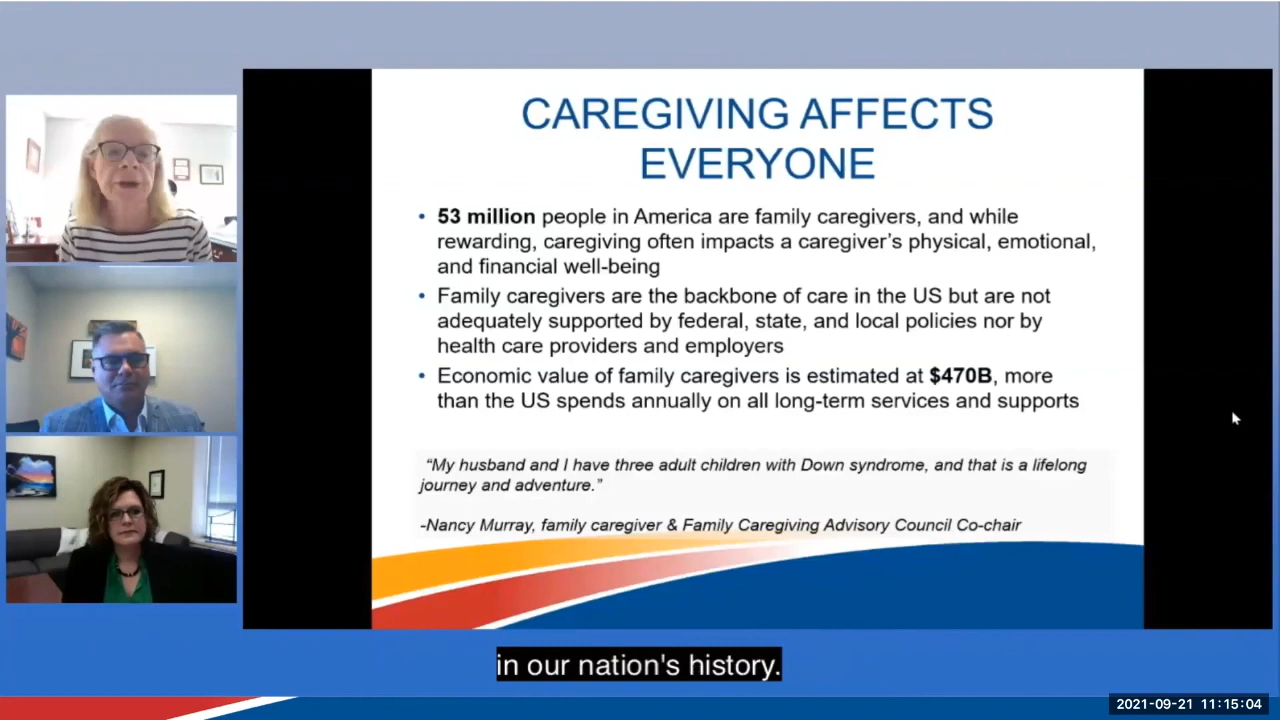 CAREGIVING AFFECTS
EVERYONE
• 53 million people in America are family caregivers, and while
rewarding, caregiving often impacts a caregiver's physical, emotional,
and financial well-being
• Family caregivers are the backbone of care in the US but are not
adequately supported by federal, state, and local policies nor by
health care providers and employers
• Economic value of family caregivers is estimated at $470B, more
than the US spends annually on all long-term services and supports
"My husband and I have three adult children with Down syndrome, and that is a lifelong
journey and adventure."
-Nancy Murray, family caregiver & Family Caregiving Advisory Council Co-chair
in our nation's history.
2021-09-21 11:15:04